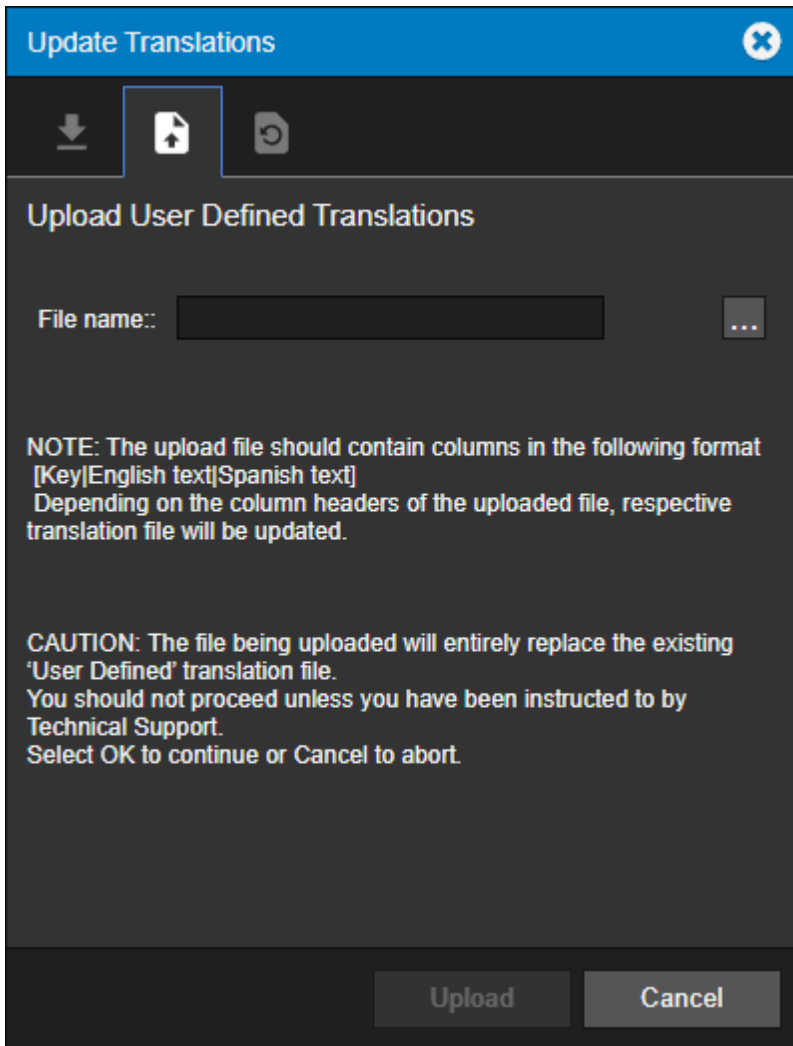 Update Translations
Upload User Defined Translations
File name::
...
NOTE: The upload file should contain columns in the following format
[Key|English text|Spanish text]
Depending on the column headers of the uploaded file, respective
translation file will be updated.
CAUTION: The file being uploaded will entirely replace the existing
'User Defined' translation file.
You should not proceed unless you have been instructed to by
Technical Support.
Select OK to continue or Cancel to abort.
Upload
Cancel